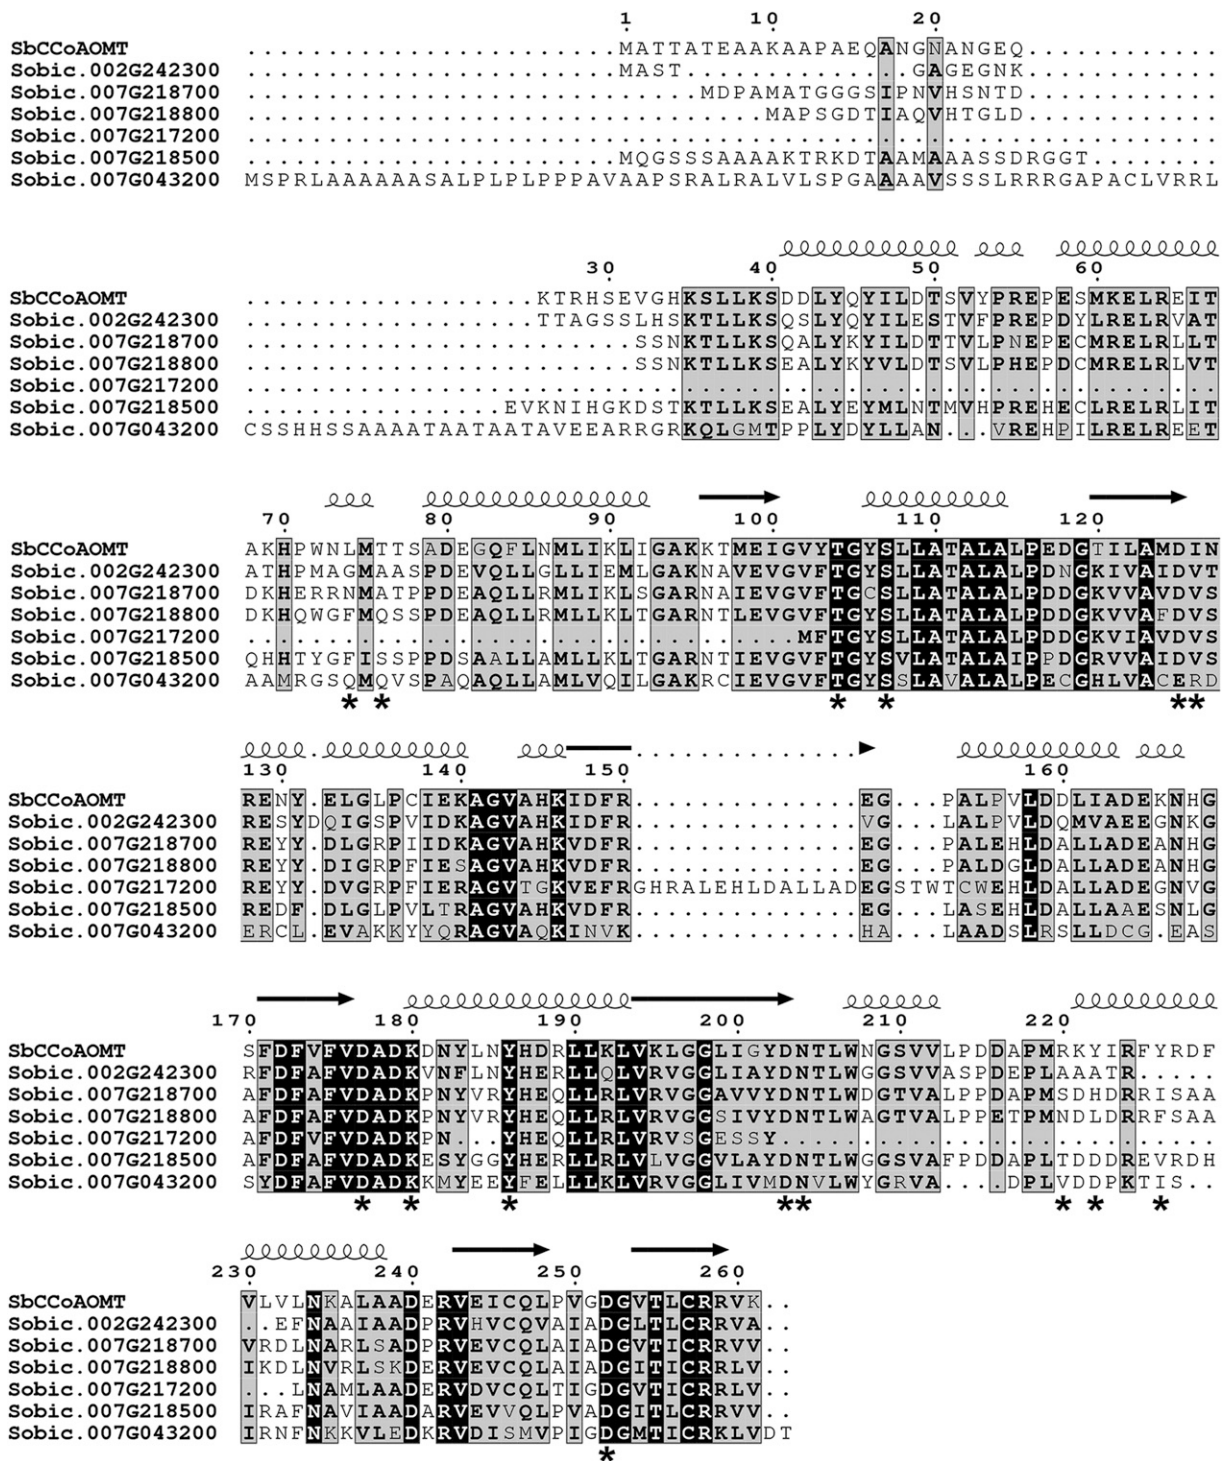 1 10 20
SbCCoAOMT .......................MATTATEAAKAAPAEQANGNANGEQ............
Sobic.002G242300 .......................MAST..............GAGEGNK............
Sobic.007G218700 ............................MDPAMATGGGSIPNVHSNTD............
Sobic.007G218800 ................................MAPSGDTIAQVHTGLD............
Sobic.007G217200 ............................................................
Sobic.007G218500 .......................MQGSSSAAAAKTRKDTAAMAAASSDRGGT........
Sobic.007G043200 MSPRLAAAAAASALPLPLPPPAVAAPSRALRALVLSPGAAAAVSSSLRRRGAPACLVRRL
30 40 50 60
SbCCoAOMT ..................KTRHSEVGHKSLLKSDDLYQYILDTSVYPREPESMKELREIT
Sobic.002G242300 ..................TTAGSSLHSKTLLKSQSLYQYILESTVFPREPDYLRELRVAT
Sobic.007G218700 ........................SSNKTLLKSQALYKYILDTTVLPNEPECMRELRLLT
Sobic.007G218800 ........................SSNKTLLKSEALYKYVLDTSVLPHEPDCMRELRLVT
Sobic.007G217200 ............................................................
Sobic.007G218500 ................EVKNIHGKDSTKTLLKSEALYEYMLNTMVHPREHECLRELRLIT
Sobic.007G043200 CSSHHSSAAAATAATAATAVEEARRGRKQLGMTPPLYDYLLAN..VREHPILRELREET
70 80 90 100 110 120
SbCCoAOMT AKHPWNLMTTSADEGQFLNMLIKLIGAKKTMEIGVYTGYSLLATALALPEDGTILAMDIN
Sobic.002G242300 ATHPMAGMAASPDEVQLLGLLIEMLGAKNAVEVGVFTGYSLLATALALPDNGKIVAIDVT
Sobic.007G218700 DKHERRNMATPPDEAQLLRMLIKLSGARNAIEVGVFTGCSLLATALALPDDGKVVAVDVS
Sobic.007G218800 DKHQWGFMQSSPDEAQLLRMLLKLTGARNTLEVGVFTGYSLLATALALPDDGKVVAFDVS
Sobic.007G217200 ..................................MFTGYSLLATALALPDDGKVIAVDVS
Sobic.007G218500 QHHTYGFISSPPDSAALLAMLLKLTGARNTIEVGVFTGYSVLATALAIPPDGRVVAIDVS
Sobic.007G043200 AAMRGSQMQVSPAQAQLLAMLVQILGAKRCIEVGVFTGYSSLAVALALPECGHLVACERD
* * * * **
130 140 150 160
SbCCoAOMT RENY.ELGLPCIEKAGVAHKIDFR..............EG...PALPVLDDLIADEKNHG
Sobic.002G242300 RESYDQIGSPVIDKAGVAHKIDFR..............VG...LALPVLDQMVAEEGNKG
Sobic.007G218700 REYY.DLGRPIIDKAGVAHKVDFR..............EG...PALEHLDALLADEANHG
Sobic.007G218800 REYY.DIGRPFIESAGVAHKVDFR..............EG...PALDGLDALLADEANHG
Sobic.007G217200 REYY.DVGRPFIERAGVTGKVEFRGHRALEHLDALLADEGSTWTCWEHLDALLADEGNVG
Sobic.007G218500 REDF.DLGLPVLTRAGVAHKVDFR..............EG...LASEHLDALLAAESNLG
Sobic.007G043200 ERCL.EVAKKYYQRAGVAQKINVK..............HA...LAADSLRSLLDCG.EAS
170 180 190 200 210 220
SbCCoAOMT SFDFVFVDADKDNYLNYHDRLLKLVKLGGLIGYDNTLWNGSVVLPDDAPMRKYIRFYRDF
Sobic.002G242300 RFDFAFVDADKVNFLNYHERLLQLVRVGGLIAYDNTLWGGSVVASPDEPLAAATR.....
Sobic.007G218700 AFDFAFVDADKPNYVRYHEQLLRLVRVGGAVVYDNTLWDGTVALPPDAPMSDHDRRISAA
Sobic.007G218800 AFDFAFVDADKPNYVRYHEQLLRLVRVGGSIVYDNTLWAGTVALPPETPMNDLDRRFSAA
Sobic.007G217200 AFDFVFVDADKPN...YHEQLLRLVRVSGESSY...........................
Sobic.007G218500 AFDFAFVDADKESYGGYHERLLRLVLVGGVLAYDNTLWGGSVAFPDDAPLTDDDREVRDH
Sobic.007G043200 SYDFAFVDADKKMYEEYFELLLKLVRVGGLIVMDNVLWYGRVA....DPLVDDPKTIS..
* * * ** * * *
230 240 250 260
SbCCoAOMT VLVLNKALAADERVEICQLPVGDGVTLCRRVK..
Sobic.002G242300 ..EFNAAIAADPRVHVCQVAIADGLTLCRRVA..
Sobic.007G218700 VRDLNARLSADPRVEVCQLAIADGVTICRRVV..
Sobic.007G218800 IKDLNVRLSKDERVEVCQLAIADGITICRRLV..
Sobic.007G217200 ...LNAMLAADERVDVCQLTIGDGVTICRRLV..
Sobic.007G218500 IRAFNAVIAADARVEVVQLPVADGITLCRRVV..
Sobic.007G043200 IRNFNKKVLEDKRVDISMVPIGDGMTICRKLVDT
*